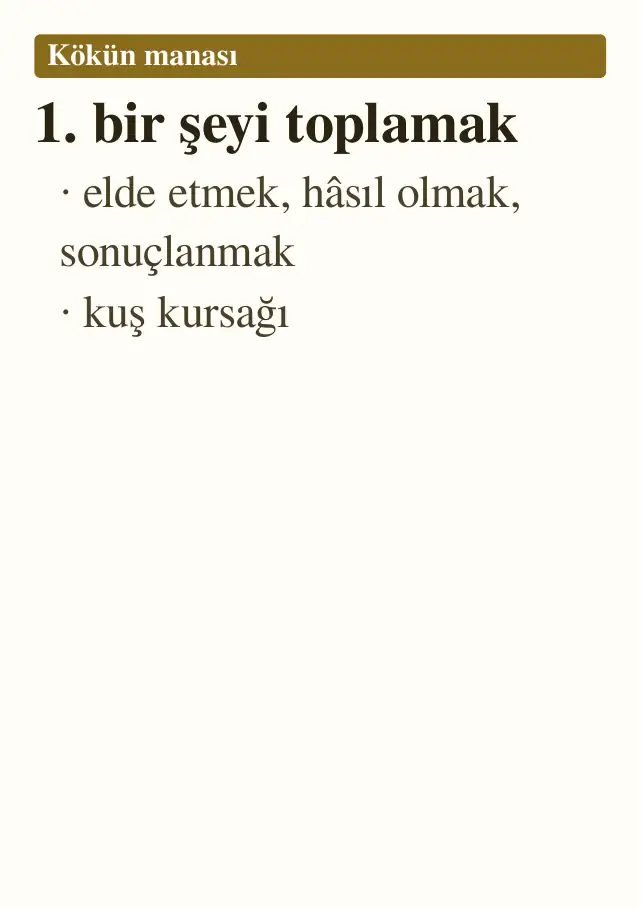 Kökün manası
1. bir şeyi toplamak
· elde etmek, hâsıl olmak,
sonuçlanmak
· kuş kursağı